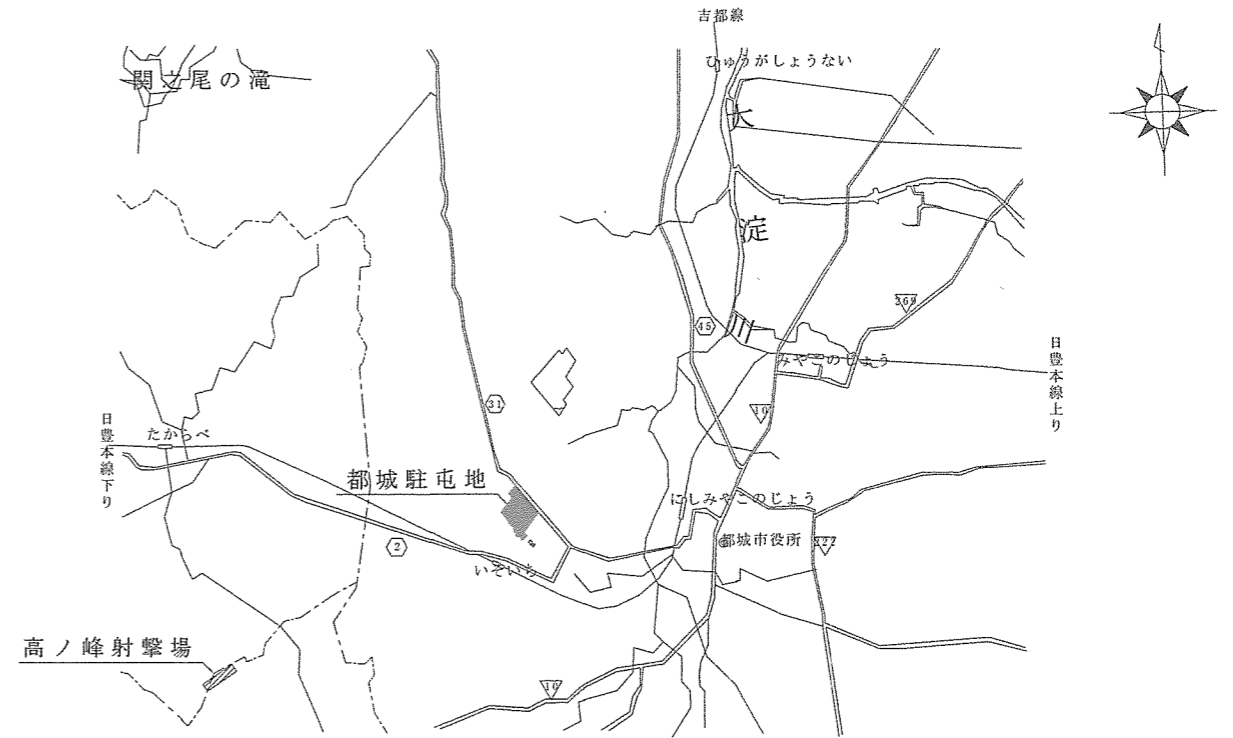 吉都線
ひゅうがしょうない
関之尾の滝
大
淀
川
269
45
みやこのじょう
日豊本線上り
10
31
日豊本線下り
たからべ
都城駐屯地
にしみやこのじょう
都城市役所
222
2
いそいち
高ノ峰射撃場
10